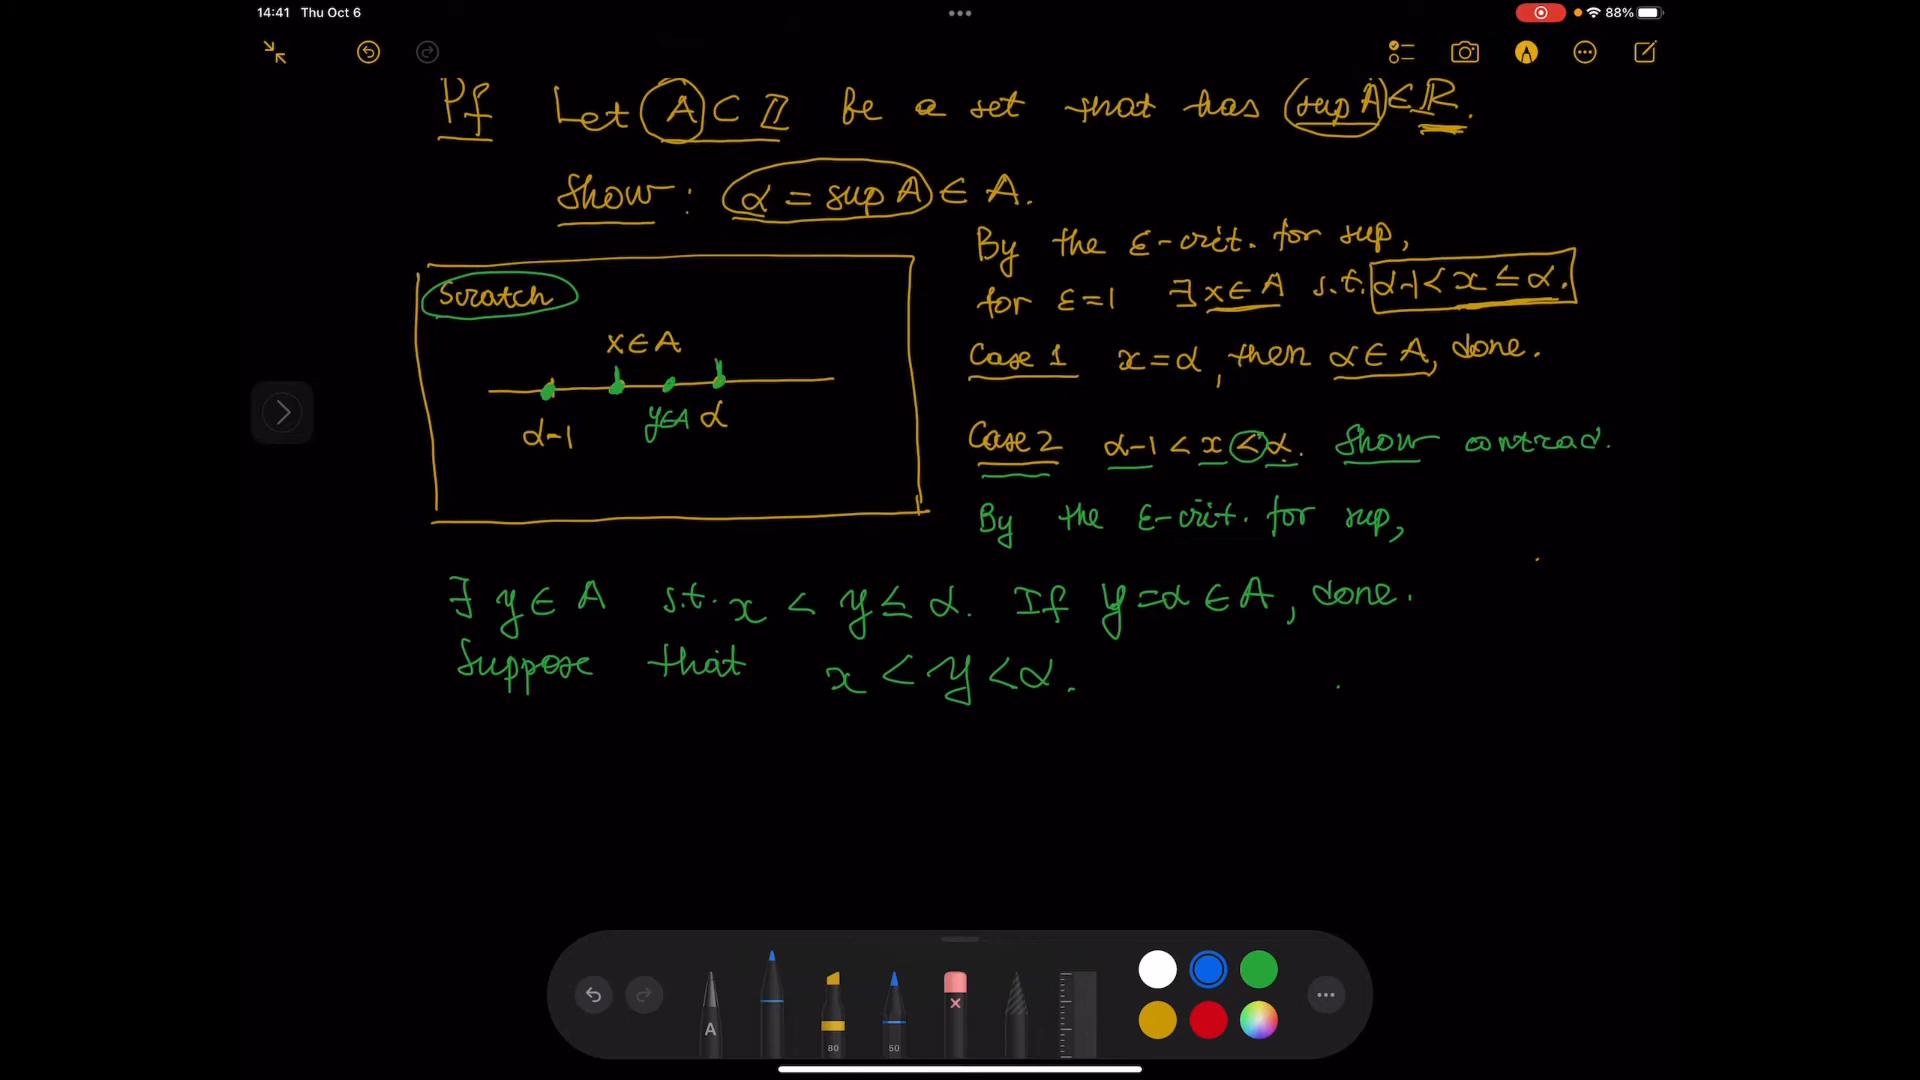 14:41 Thu Oct 6
88%
Pf Let A ⊂ ℤ be a set that has sup A ∈ ℝ.
Show: α = sup A ∈ A.
Scratch
x ∈ A
α-1
y∈A α
By the ε-crit. for sup,
for ε=1 ∃ x∈A s.t. α-1 < x ≤ α.
Case 1 x=α, then α∈A, done.
Case 2 α-1 < x < α. Show contrad.
By the ε-crit. for sup,
∃ y∈A s.t. x < y ≤ α. If y=α∈A, done.
Suppose that x < y < α.
A
80
50